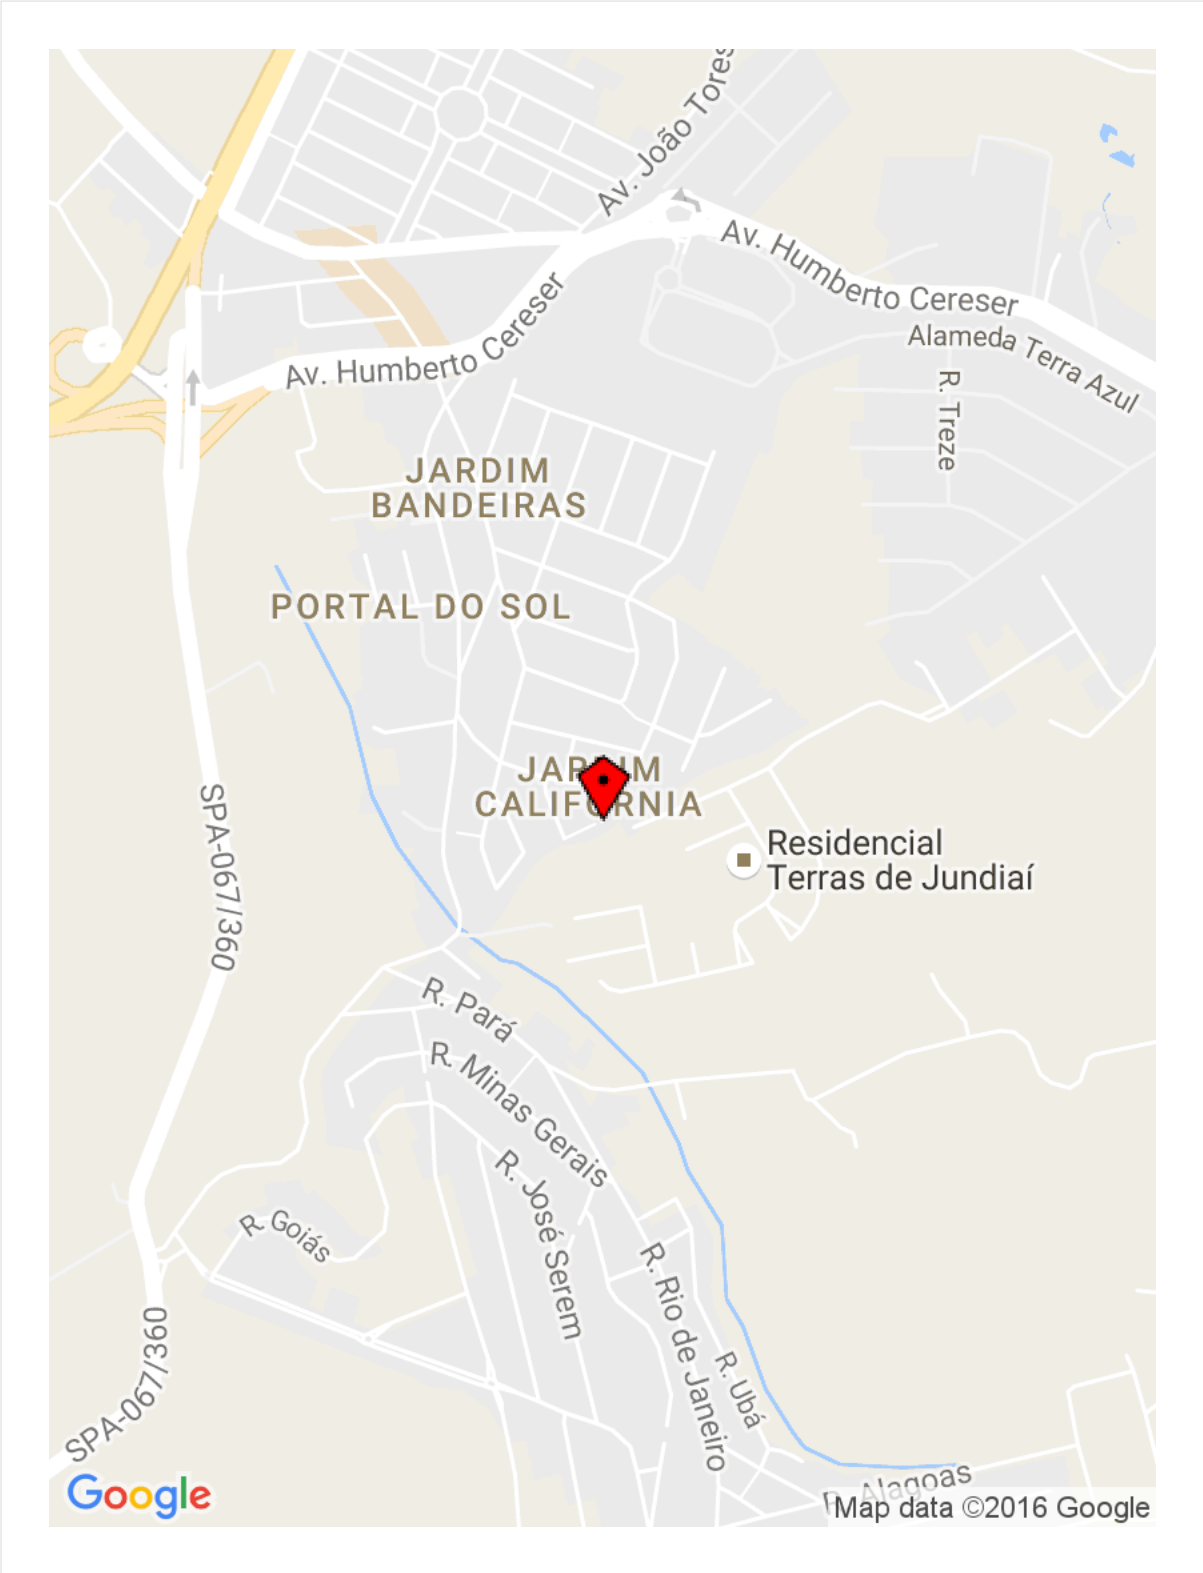 Av. João Tores
Av. Humberto Cereser
Alameda Terra Azul
Av. Humberto Cereser
R. Treze
JARDIM
BANDEIRAS
PORTAL DO SOL
JARDIM
CALIFÓRNIA
SPA-067/360
Residencial
Terras de Jundiaí
R. Pará
R. Minas Gerais
R. José Serem
R. Goiás
R. Rio de Janeiro
R. Ubá
SPA-067/360
R. Alagoas
Google
Map data ©2016 Google